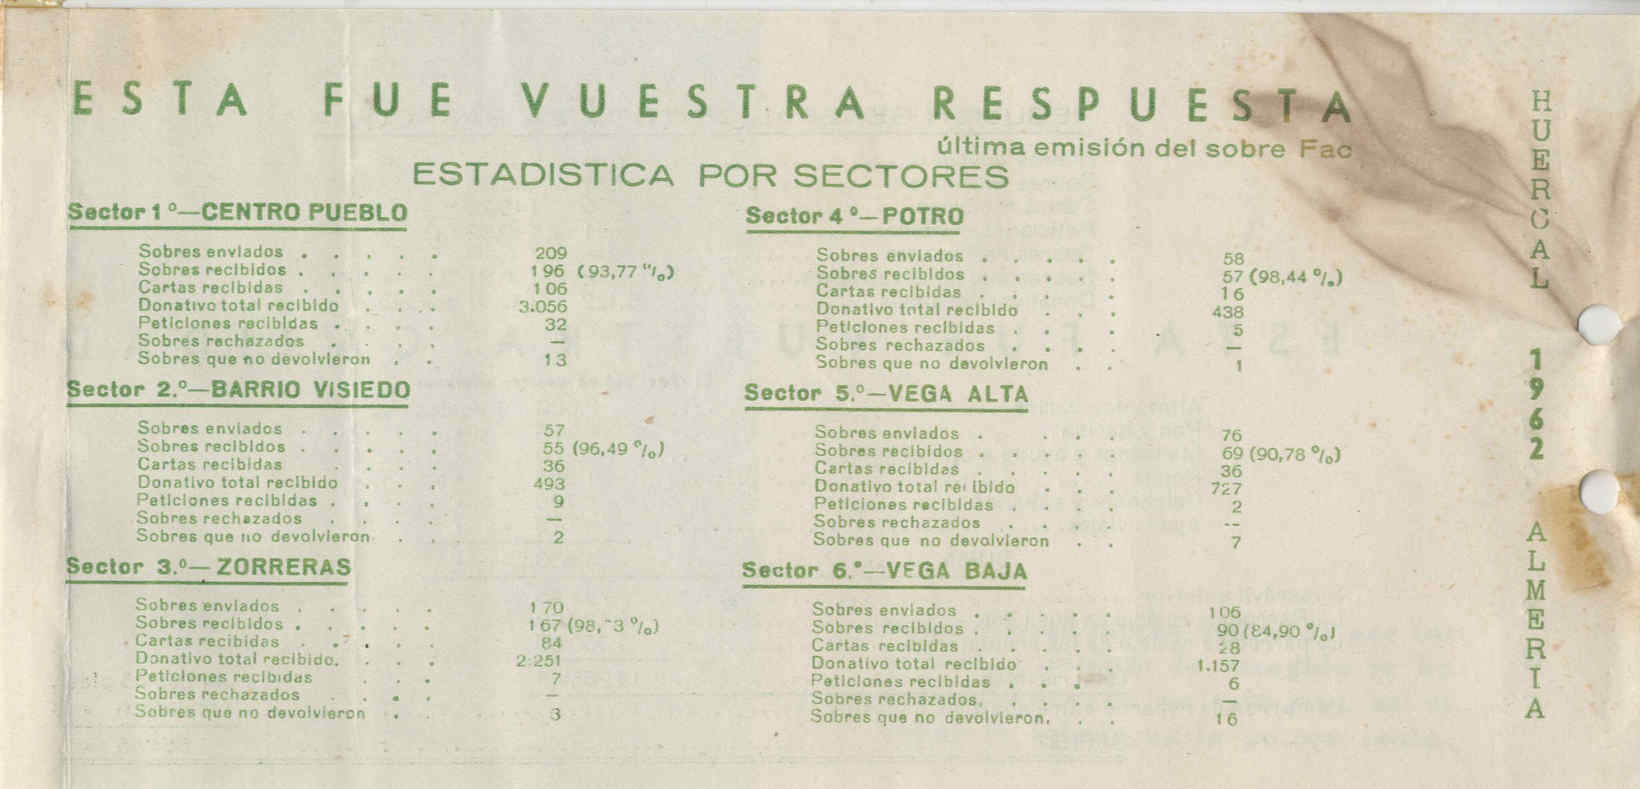 ESTA FUE VUESTRA RESPUESTA
última emisión del sobre Fac
ESTADISTICA POR SECTORES
Sector 1º—CENTRO PUEBLO
Sobres enviados . . . . . 209
Sobres recibidos . . . . . 196 (93,77 %)
Cartas recibidas . . . . . 106
Donativo total recibido . . . . 3.056
Peticiones recibidas . . . . 32
Sobres rechazados . . . . —
Sobres que no devolvieron . . 13
Sector 2.º—BARRIO VISIEDO
Sobres enviados . . . . . 57
Sobres recibidos . . . . . 55 (96,49 %)
Cartas recibidas . . . . 36
Donativo total recibido . . . 493
Peticiones recibidas . . . . 9
Sobres rechazados . . . . —
Sobres que no devolvieron . . 2
Sector 3.º—ZORRERAS
Sobres enviados . . . . . 170
Sobres recibidos . . . . . 167
Cartas recibidas . . . . . 84
Donativo total recibido. . . . 2.251
Peticiones recibidas . . . 7
Sobres rechazados . . . . —
Sobres que no devolvieron . . 3
Sector 4º—POTRO
Sobres enviados . . . . . 58
Sobres recibidos . . . . . 57 (98,44 %)
Cartas recibidas . . . . . 16
Donativo total recibido . . . 438
Peticiones recibidas . . . . 5
Sobres rechazados . . . . —
Sobres que no devolvieron . . 1
Sector 5.º—VEGA ALTA
Sobres enviados . . . . 76
Sobres recibidos . . . . . 69 (90,78 %)
Cartas recibidas . . . . . 36
Donativo total recibido . . . 727
Peticiones recibidas . . . . 2
Sobres rechazados . . . . --
Sobres que no devolvieron . . 7
Sector 6.º—VEGA BAJA
Sobres enviados . . . . . 106
Sobres recibidos . . . . . 90 (84,90 %)
Cartas recibidas . . . . 28
Donativo total recibido . . . 1.157
Peticiones recibidas . . . . 6
Sobres rechazados. . . . —
Sobres que no devolvieron. . . 16
HUERCAL 1962 ALMERIA